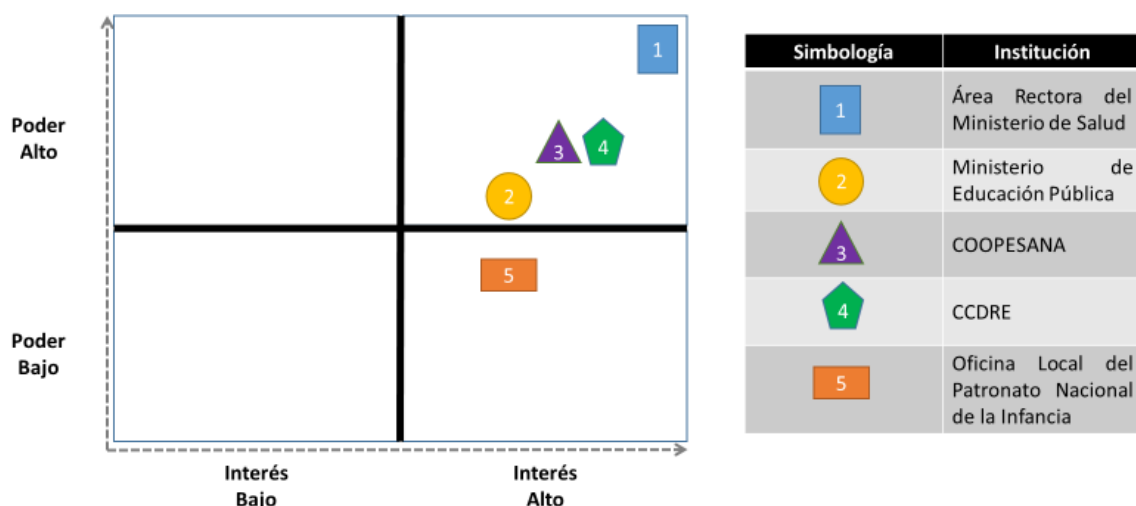 Poder
Alto
Poder
Bajo
1
3
4
2
5
Interés
Bajo
Interés
Alto
Simbología Institución
1 Área Rectora del
Ministerio de Salud
2 Ministerio de
Educación Pública
3 COOPESANA
4 CCDRE
5 Oficina Local del
Patronato Nacional
de la Infancia